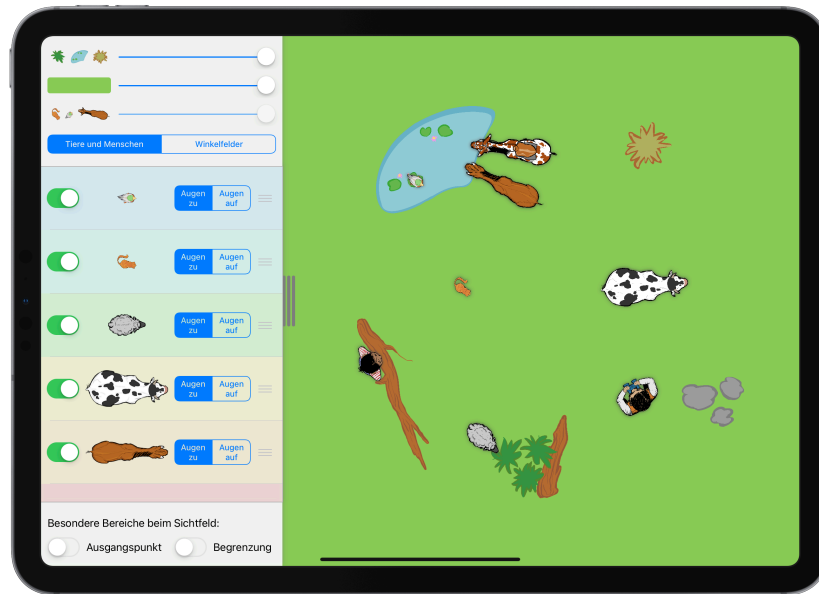 Tiere und Menschen Winkelfelder
Augen Augen
zu auf
Augen Augen
zu auf
Augen Augen
zu auf
Augen Augen
zu auf
Augen Augen
zu auf
Besondere Bereiche beim Sichtfeld:
Ausgangspunkt Begrenzung